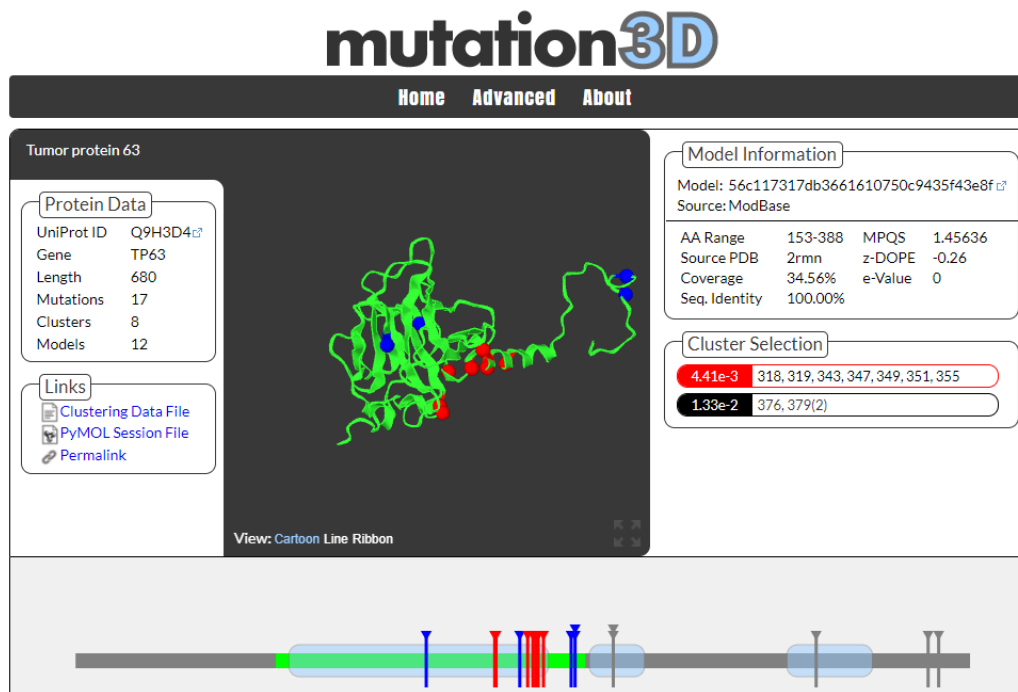 mutation3D
Home Advanced About
Tumor protein 63
Protein Data
UniProt ID Q9H3D4
Gene TP63
Length 680
Mutations 17
Clusters 8
Models 12
Links
Clustering Data File
PyMOL Session File
Permalink
View: Cartoon Line Ribbon
Model Information
Model: 56c117317db3661610750c9435f43e8f
Source: ModBase
AA Range 153-388 MPQS 1.45636
Source PDB 2rmn z-DOPE -0.26
Coverage 34.56% e-Value 0
Seq. Identity 100.00%
Cluster Selection
4.41e-3 318, 319, 343, 347, 349, 351, 355
1.33e-2 376, 379(2)